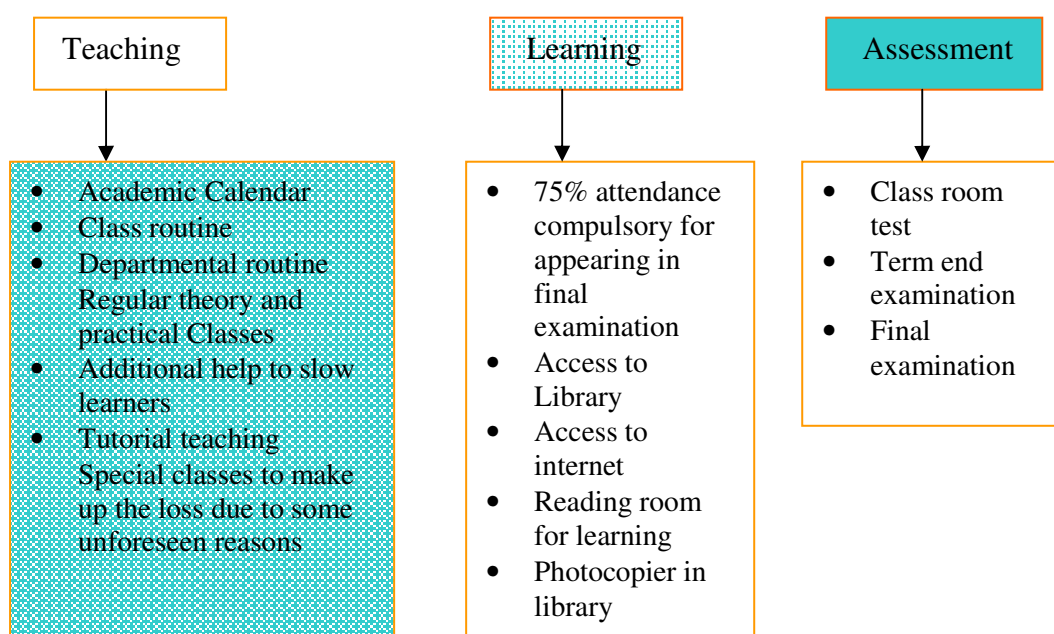 Teaching
Learning
Assessment
• Academic Calendar
• Class routine
• Departmental routine
Regular theory and
practical Classes
• Additional help to slow
learners
• Tutorial teaching
Special classes to make
up the loss due to some
unforeseen reasons
• 75% attendance
compulsory for
appearing in
final
examination
• Access to
Library
• Access to
internet
• Reading room
for learning
• Photocopier in
library
• Class room
test
• Term end
examination
• Final
examination